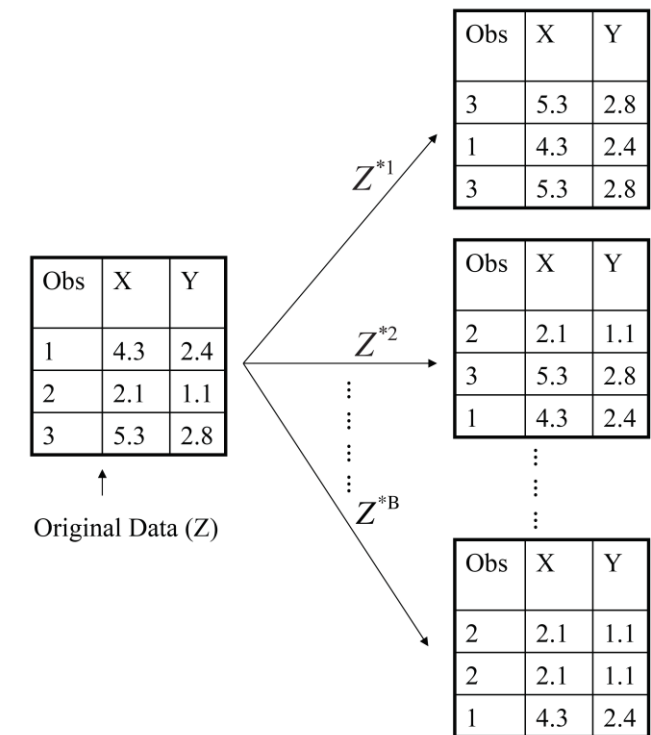 Obs X Y
1 4.3 2.4
2 2.1 1.1
3 5.3 2.8
Original Data (Z)
Z*1
Z*2
Z*B
Obs X Y
3 5.3 2.8
1 4.3 2.4
3 5.3 2.8
Obs X Y
2 2.1 1.1
3 5.3 2.8
1 4.3 2.4
Obs X Y
2 2.1 1.1
2 2.1 1.1
1 4.3 2.4